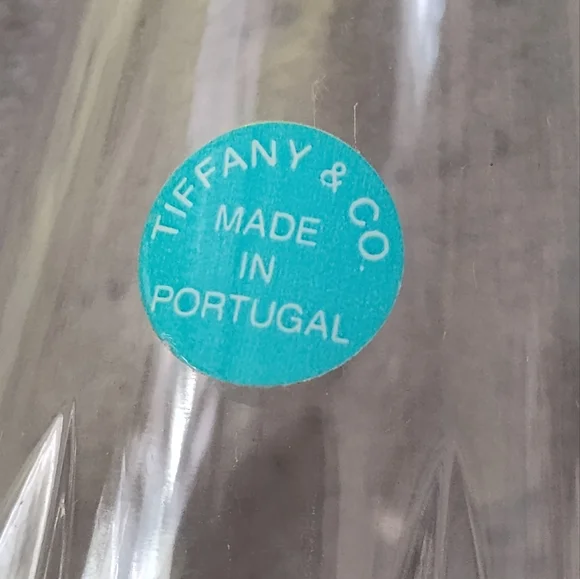 TIFFANY & CO.
MADE
IN
PORTUGAL